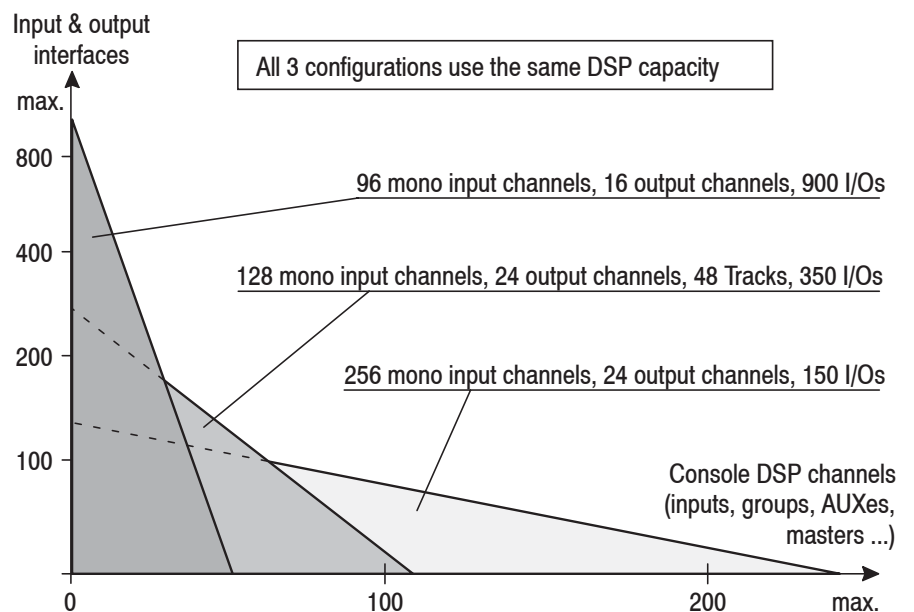 Input & output
interfaces
All 3 configurations use the same DSP capacity
max.
800
96 mono input channels, 16 output channels, 900 I/Os
400
128 mono input channels, 24 output channels, 48 Tracks, 350 I/Os
200
256 mono input channels, 24 output channels, 150 I/Os
100
Console DSP channels
(inputs, groups, AUXes,
masters ...)
0
100
200
max.